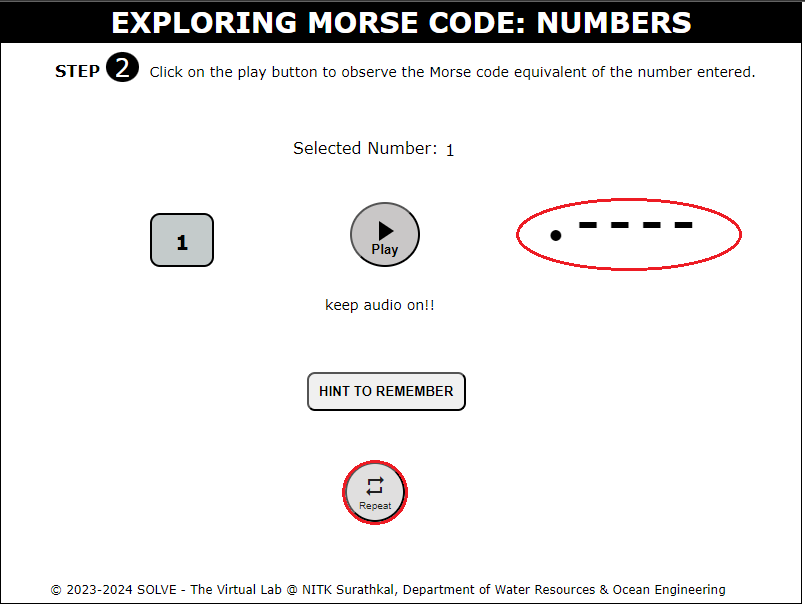 EXPLORING MORSE CODE: NUMBERS
STEP 2 Click on the play button to observe the Morse code equivalent of the number entered.
Selected Number: 1
1
Play
. - - - -
keep audio on!!
HINT TO REMEMBER
Repeat
© 2023-2024 SOLVE - The Virtual Lab @ NITK Surathkal, Department of Water Resources & Ocean Engineering